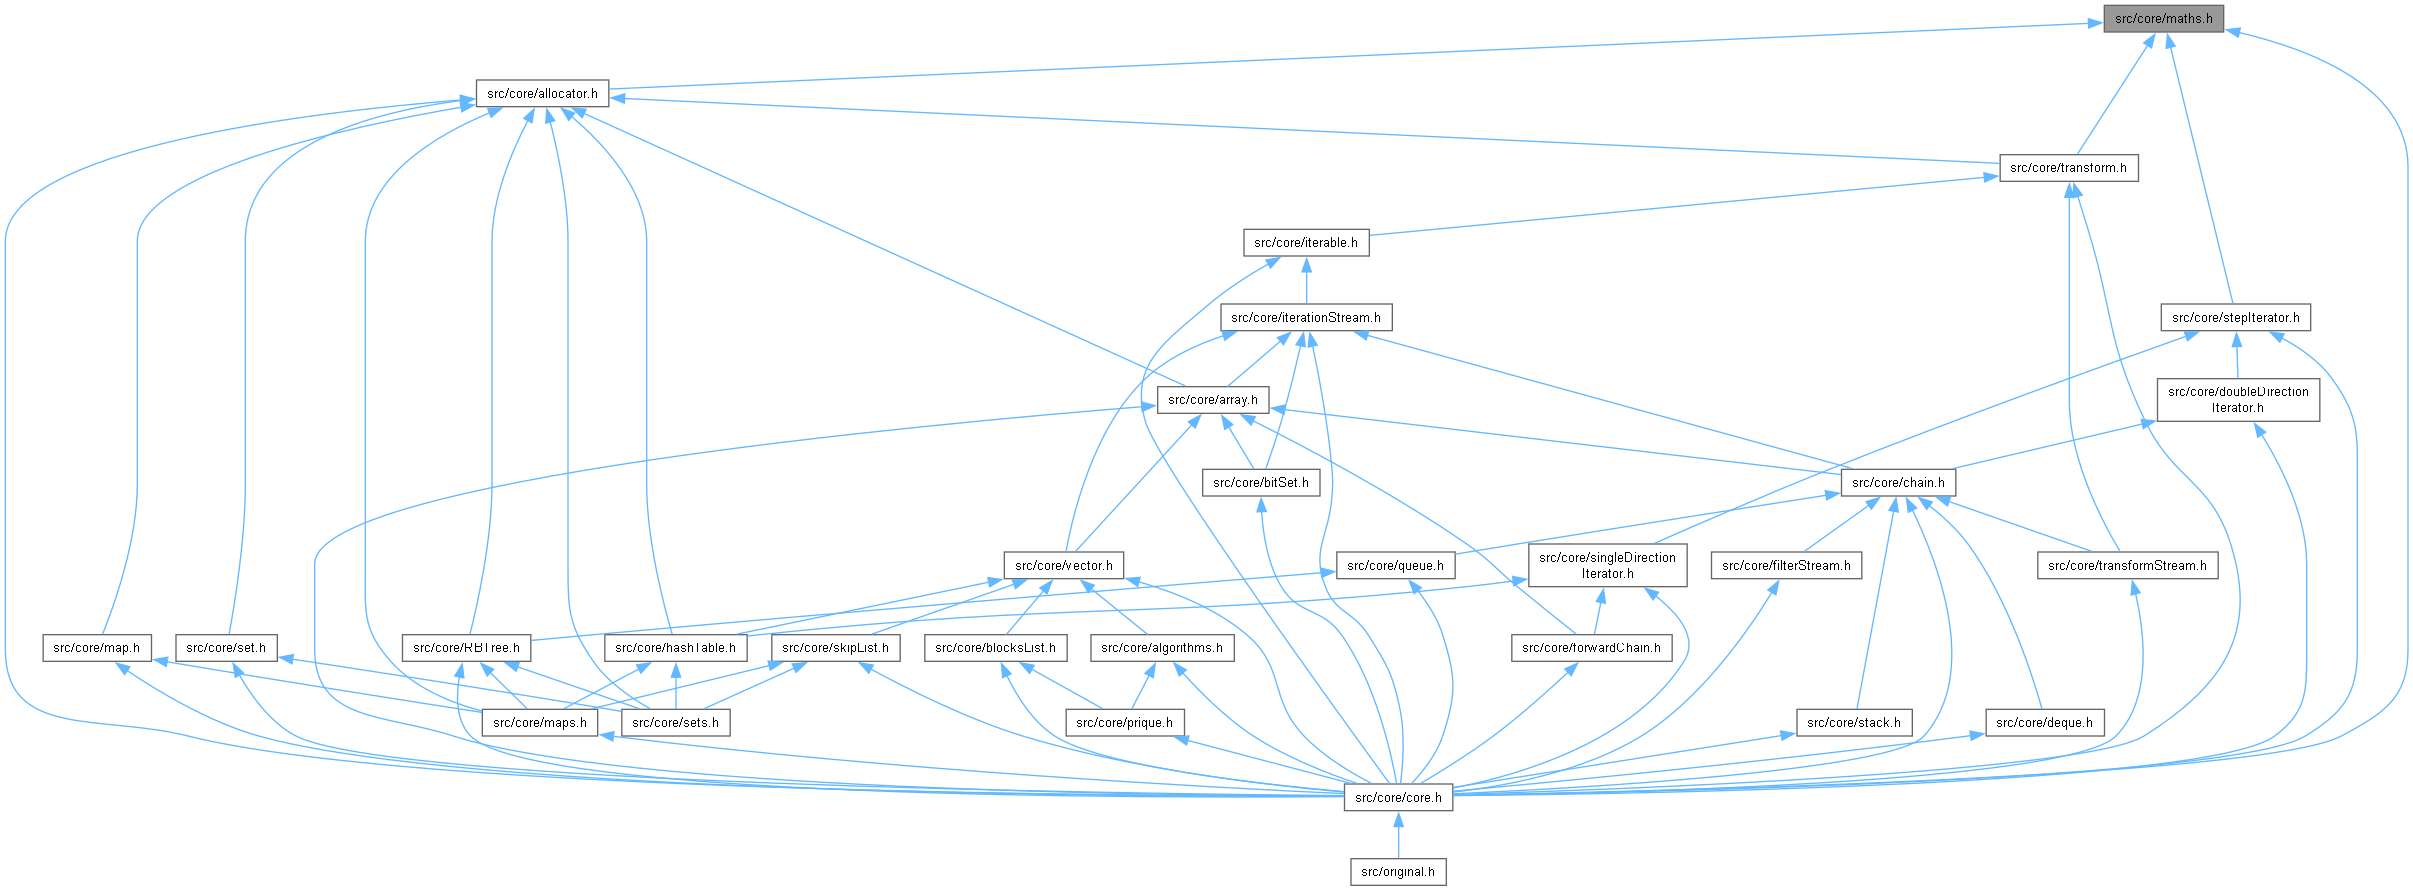 src/core/maths.h
src/core/allocator.h
src/core/transform.h
src/core/iterable.h
src/core/iterationStream.h
src/core/stepIterator.h
src/core/array.h
src/core/doubleDirection
Iterator.h
src/core/bitSet.h
src/core/chain.h
src/core/vector.h
src/core/queue.h
src/core/singleDirection
Iterator.h
src/core/filterStream.h
src/core/transformStream.h
src/core/map.h
src/core/set.h
src/core/RBTree.h
src/core/hashTable.h
src/core/skipList.h
src/core/blocksList.h
src/core/algorithms.h
src/core/forwardChain.h
src/core/maps.h
src/core/sets.h
src/core/prique.h
src/core/stack.h
src/core/deque.h
src/core/core.h
src/original.h